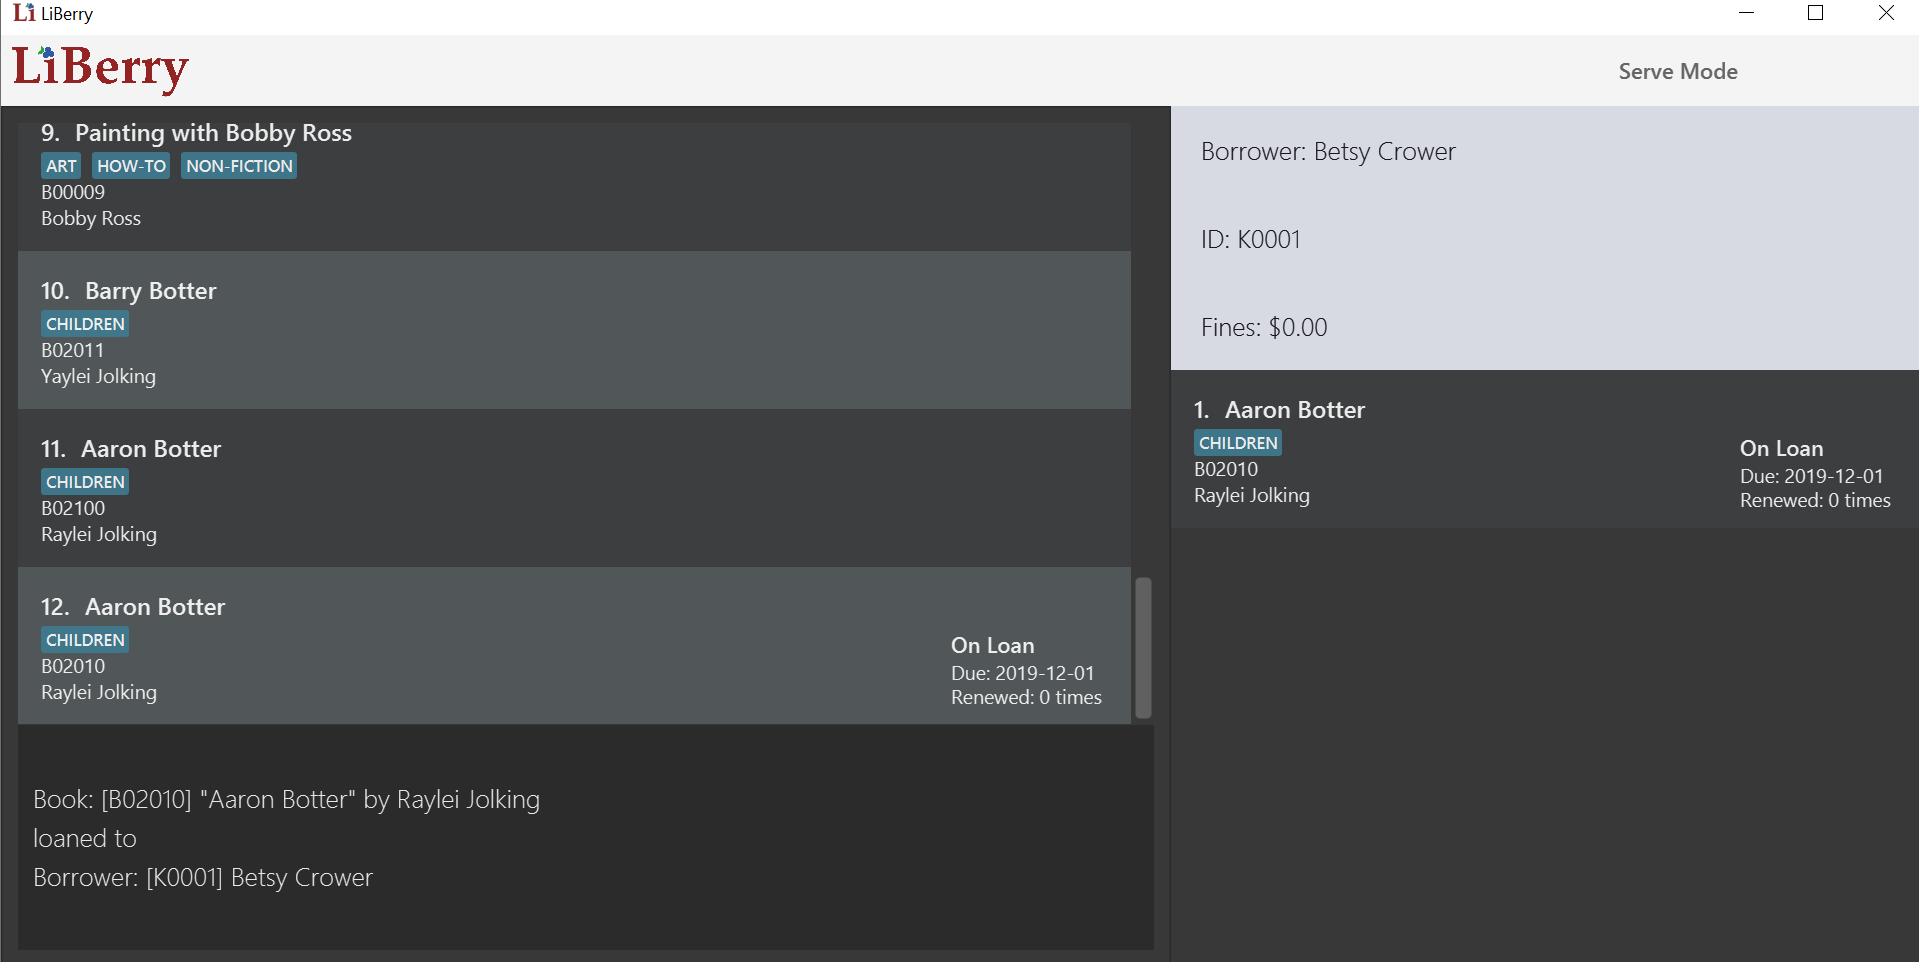 LiBerry
LiBerry
Serve Mode
9. Painting with Bobby Ross
ART HOW-TO NON-FICTION
B00009
Bobby Ross
10. Barry Botter
CHILDREN
B02011
Yaylei Jolking
11. Aaron Botter
CHILDREN
B02100
Raylei Jolking
12. Aaron Botter
CHILDREN
B02010
Raylei Jolking
On Loan
Due: 2019-12-01
Renewed: 0 times
Book: [B02010] "Aaron Botter" by Raylei Jolking
loaned to
Borrower: [K0001] Betsy Crower
Borrower: Betsy Crower
ID: K0001
Fines: $0.00
1. Aaron Botter
CHILDREN
B02010
Raylei Jolking
On Loan
Due: 2019-12-01
Renewed: 0 times